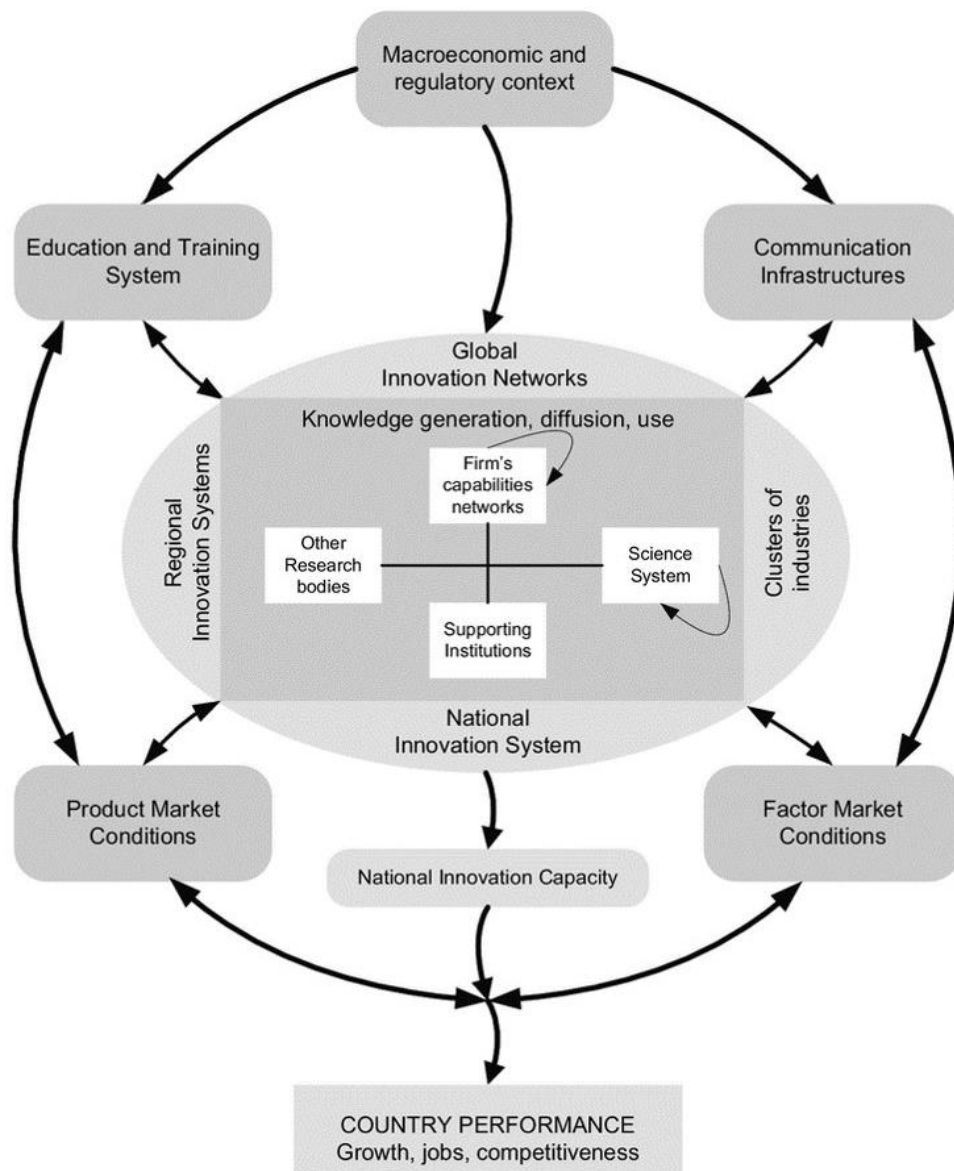 Macroeconomic and
regulatory context
Education and Training
System
Communication
Infrastructures
Global
Innovation Networks
Knowledge generation, diffusion, use
Regional
Innovation Systems
Firm's
capabilities
networks
Other
Research
bodies
Science
System
Supporting
Institutions
Clusters of
industries
National
Innovation System
Product Market
Conditions
Factor Market
Conditions
National Innovation Capacity
COUNTRY PERFORMANCE
Growth, jobs, competitiveness